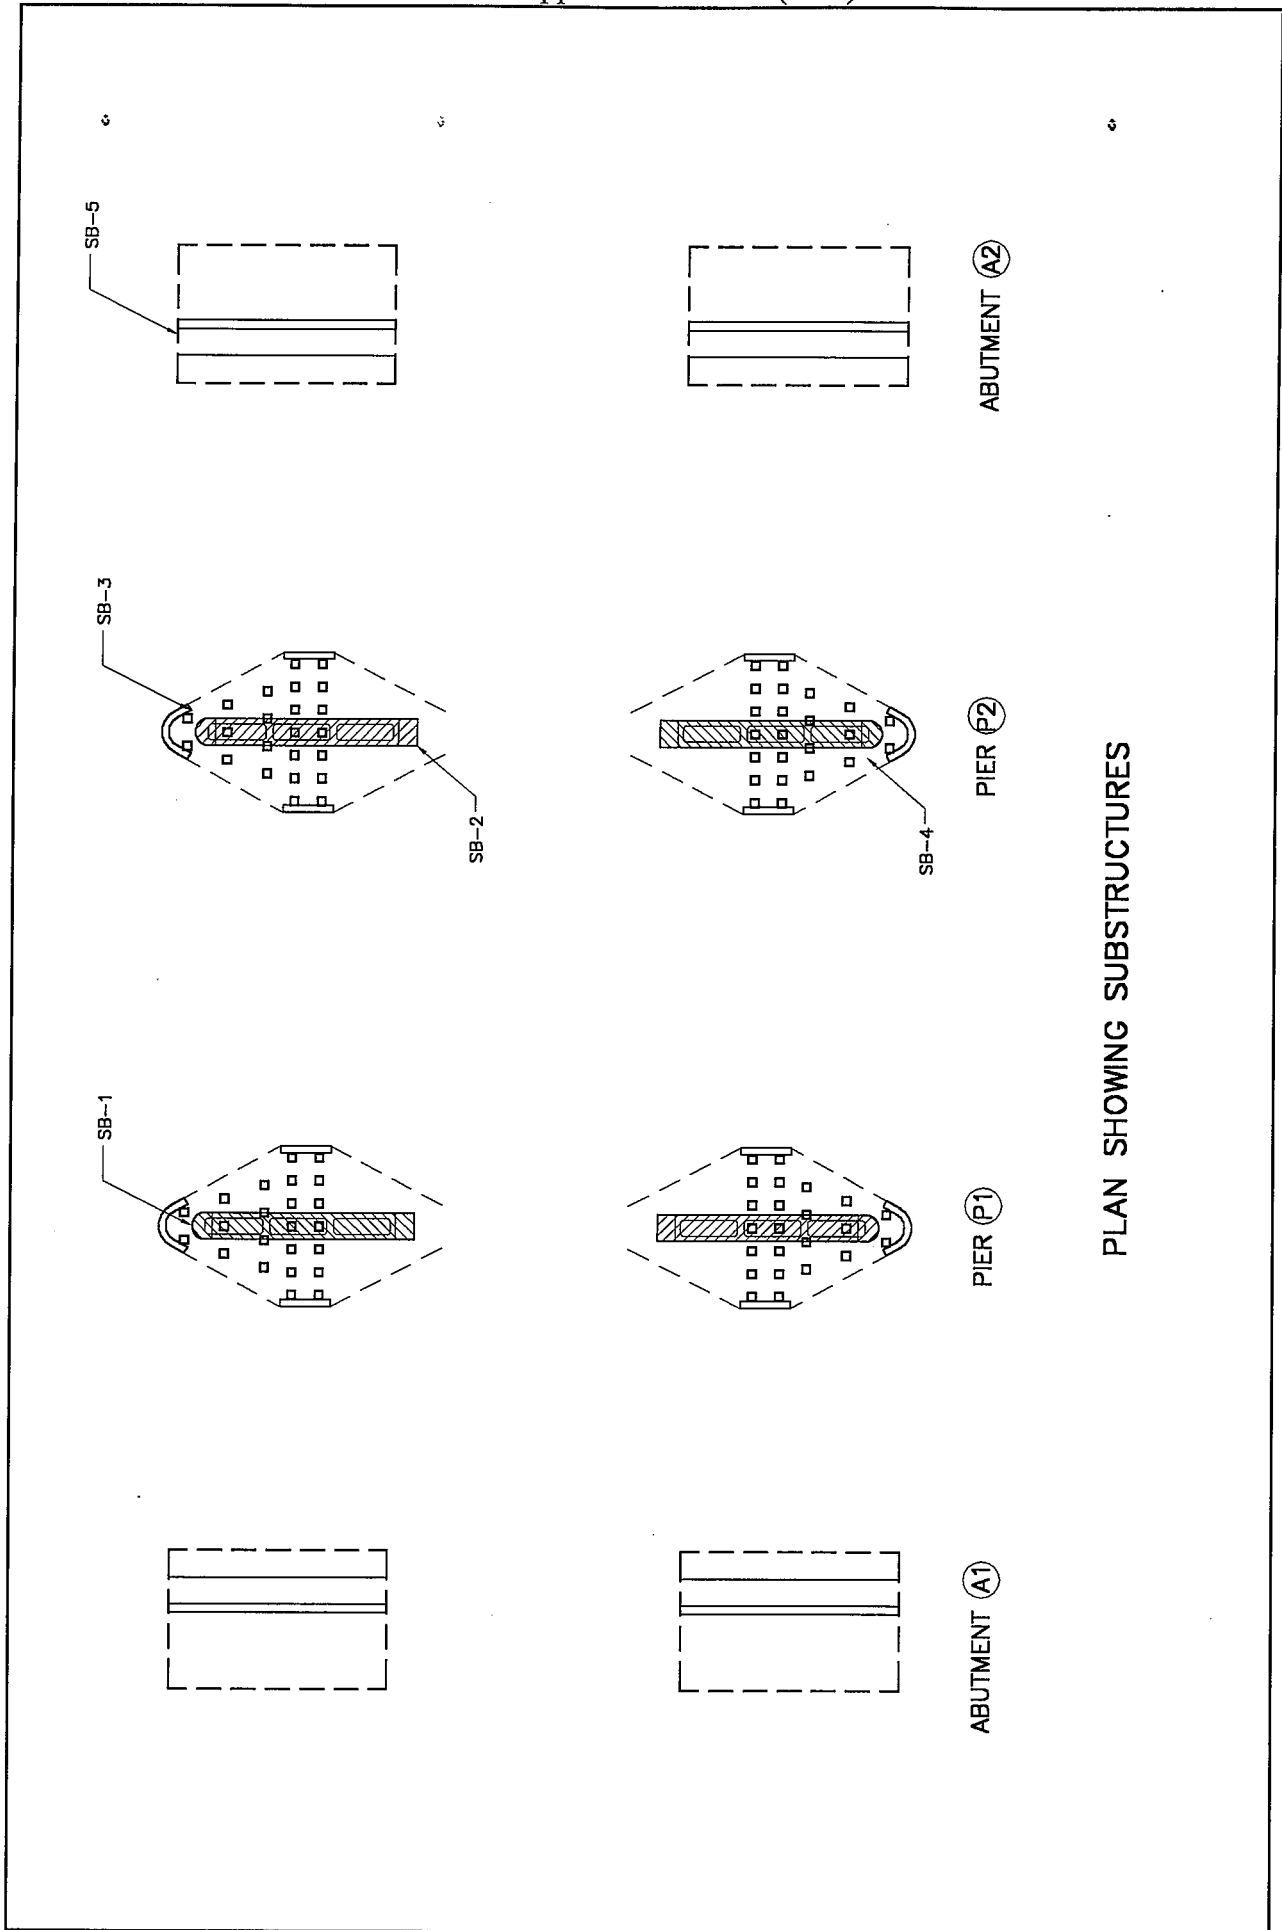 SB-1
SB-3
SB-5
SB-2
SB-4
ABUTMENT A1
PIER P1
PIER P2
ABUTMENT A2
PLAN SHOWING SUBSTRUCTURES